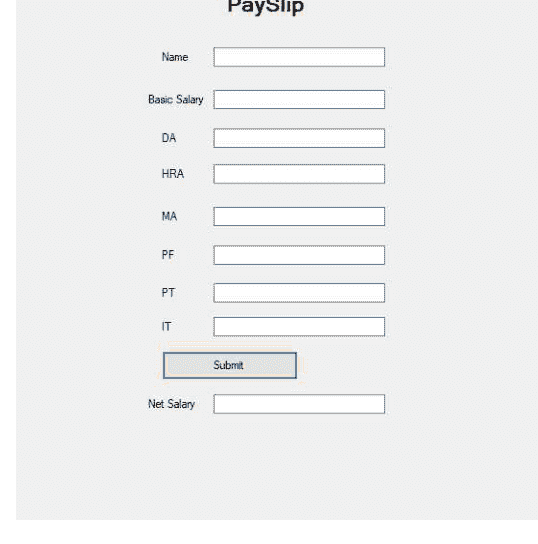 PaySlip
Name
Basic Salary
DA
HRA
MA
PF
PT
IT
Submit
Net Salary